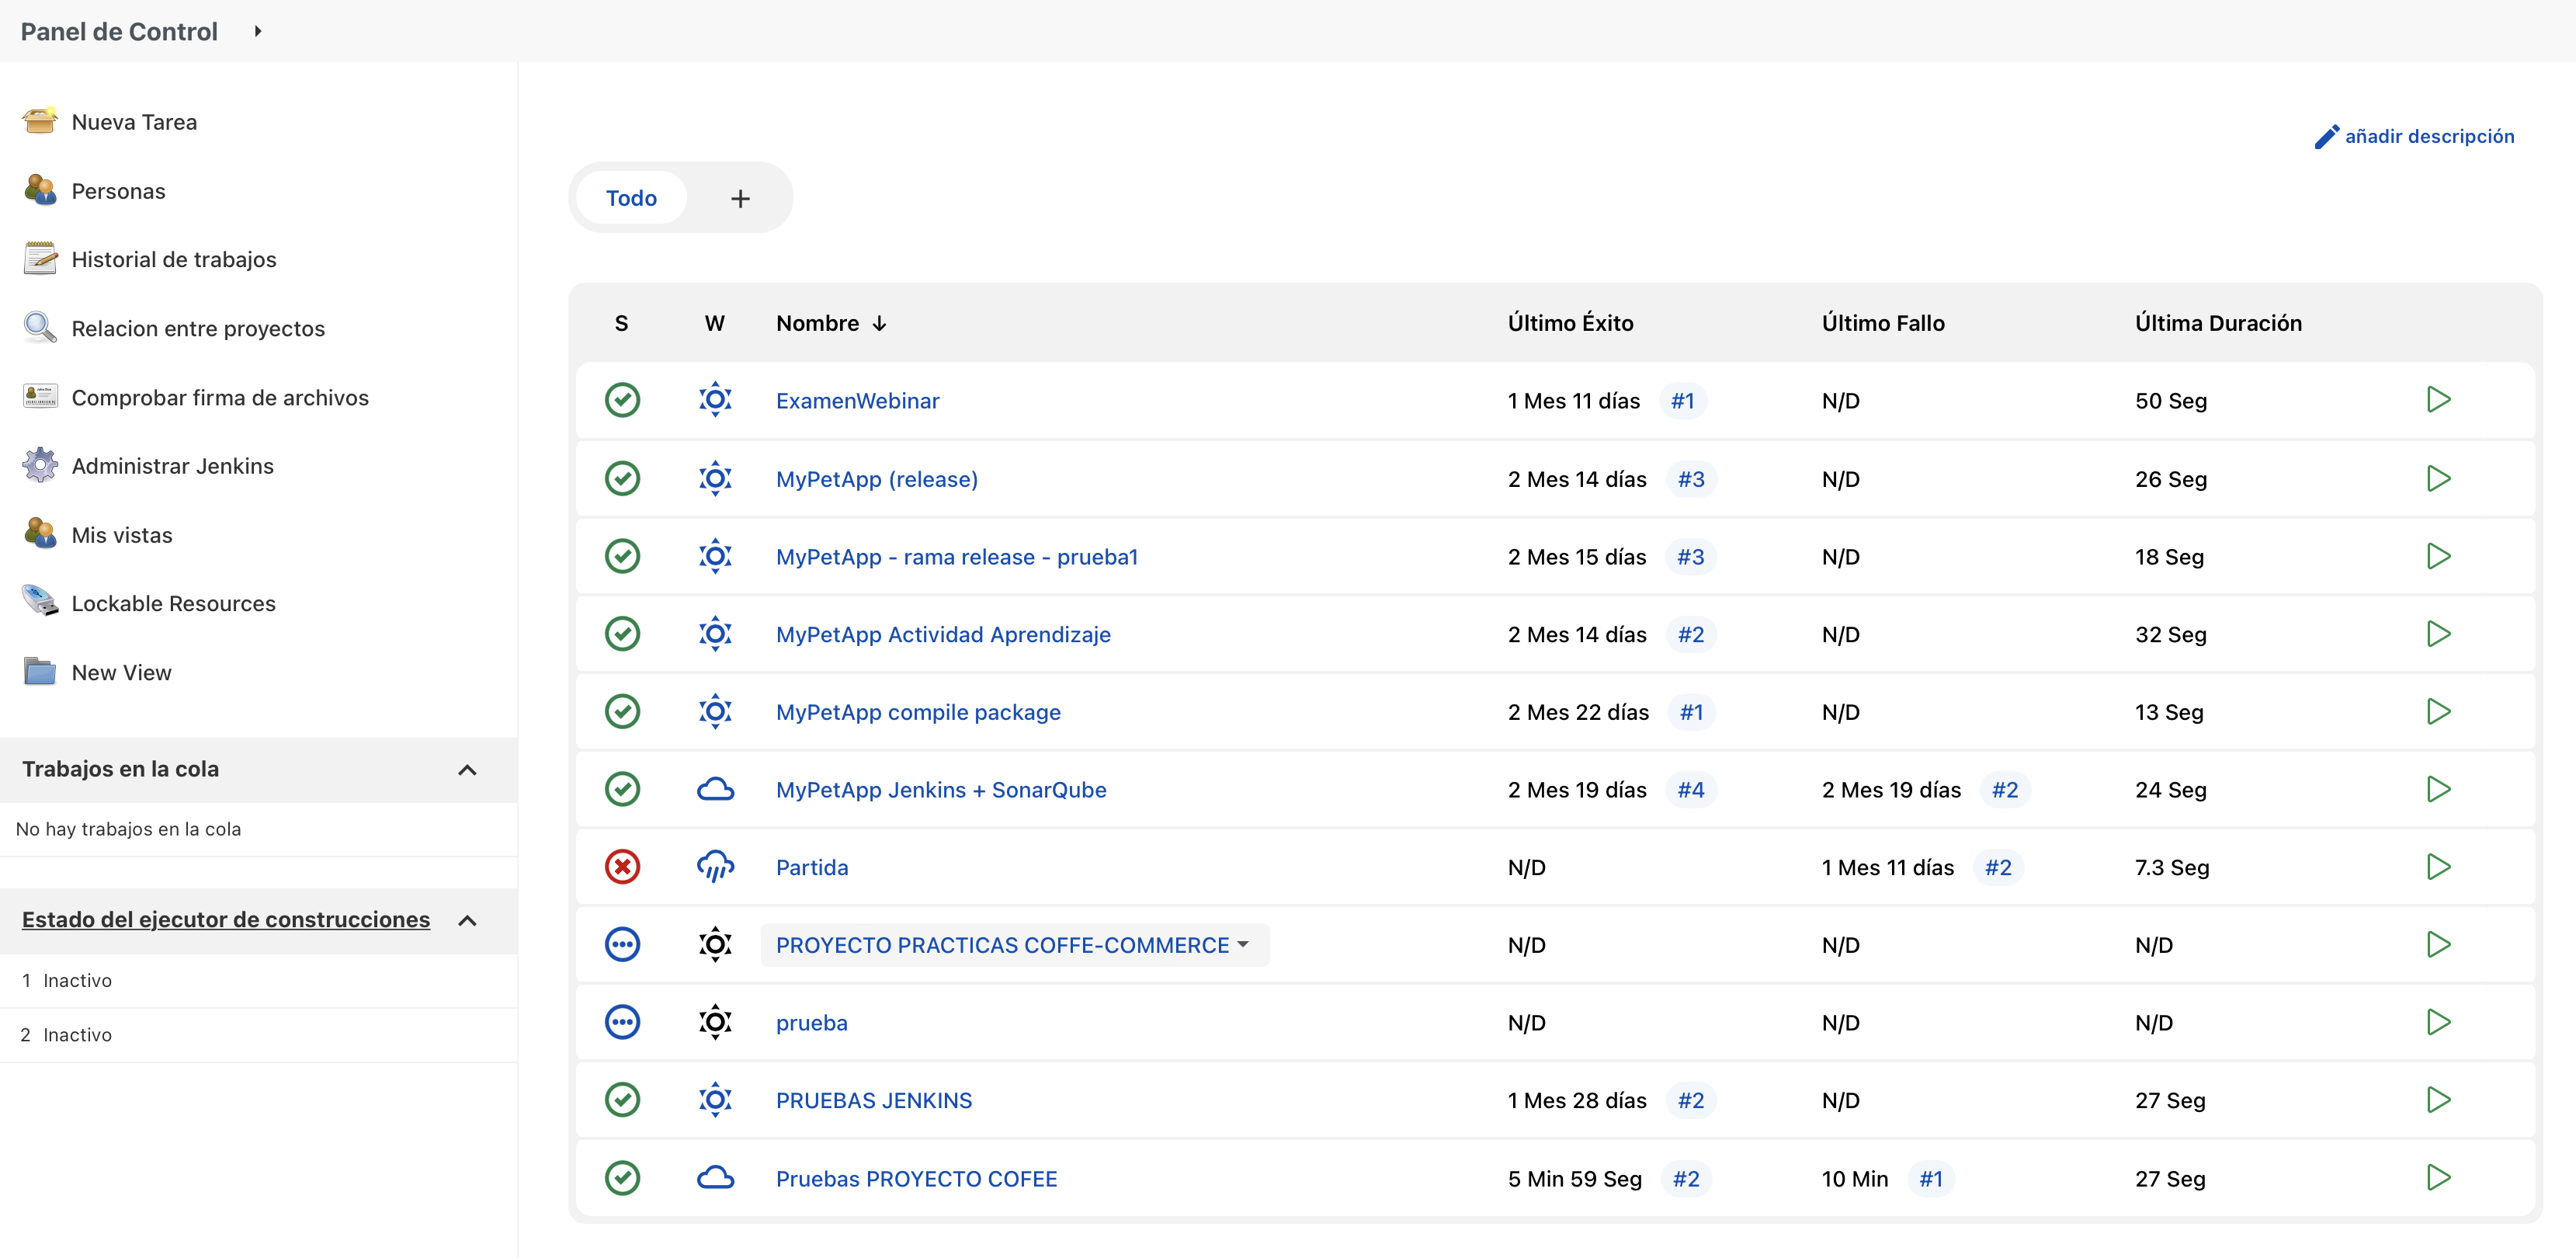 Panel de Control
Nueva Tarea
Personas
Historial de trabajos
Relacion entre proyectos
Comprobar firma de archivos
Administrar Jenkins
Mis vistas
Lockable Resources
New View
Trabajos en la cola
No hay trabajos en la cola
Estado del ejecutor de construcciones
1 Inactivo
2 Inactivo
añadir descripción
Todo +
S W Nombre ↓ Último Éxito Último Fallo Última Duración
ExamenWebinar 1 Mes 11 días #1 N/D 50 Seg
MyPetApp (release) 2 Mes 14 días #3 N/D 26 Seg
MyPetApp - rama release - prueba1 2 Mes 15 días #3 N/D 18 Seg
MyPetApp Actividad Aprendizaje 2 Mes 14 días #2 N/D 32 Seg
MyPetApp compile package 2 Mes 22 días #1 N/D 13 Seg
MyPetApp Jenkins + SonarQube 2 Mes 19 días #4 2 Mes 19 días #2 24 Seg
Partida N/D 1 Mes 11 días #2 7.3 Seg
PROYECTO PRACTICAS COFFE-COMMERCE N/D N/D N/D
prueba N/D N/D N/D
PRUEBAS JENKINS 1 Mes 28 días #2 N/D 27 Seg
Pruebas PROYECTO COFEE 5 Min 59 Seg #2 10 Min #1 27 Seg